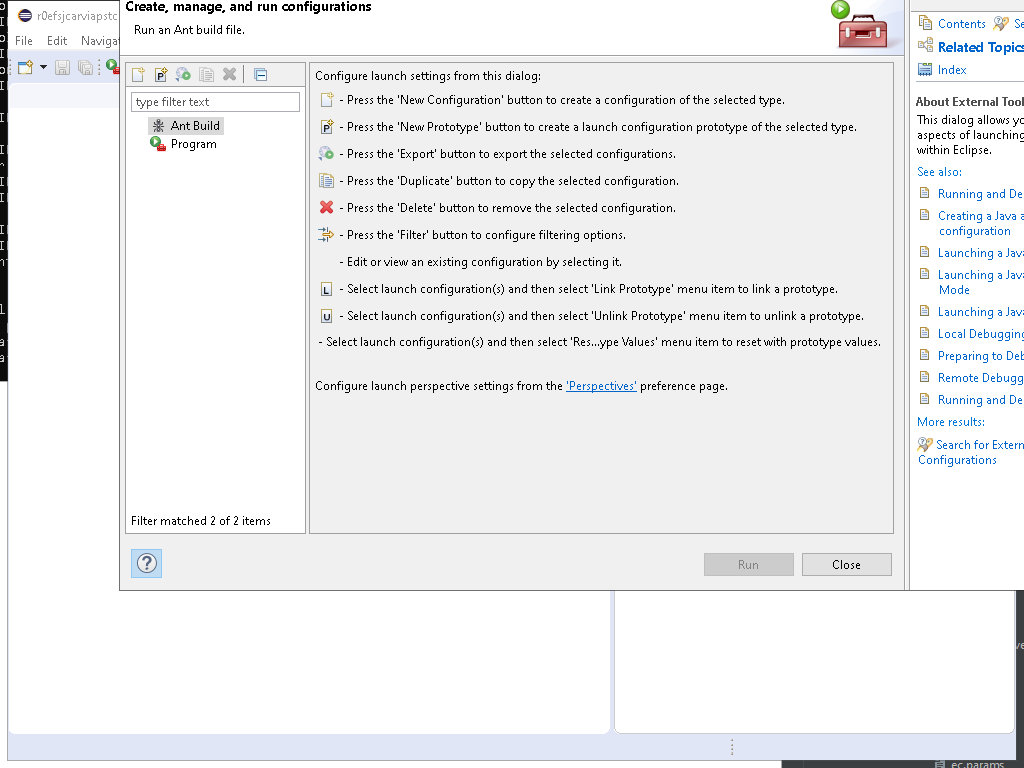 Create, manage, and run configurations
Run an Ant build file.
r0efsjcarviapstc
File Edit Naviga
type filter text
Ant Build
Program
Filter matched 2 of 2 items
Configure launch settings from this dialog:
- Press the 'New Configuration' button to create a configuration of the selected type.
- Press the 'New Prototype' button to create a launch configuration prototype of the selected type.
- Press the 'Export' button to export the selected configurations.
- Press the 'Duplicate' button to copy the selected configuration.
- Press the 'Delete' button to remove the selected configuration.
- Press the 'Filter' button to configure filtering options.
- Edit or view an existing configuration by selecting it.
L - Select launch configuration(s) and then select 'Link Prototype' menu item to link a prototype.
U - Select launch configuration(s) and then select 'Unlink Prototype' menu item to unlink a prototype.
- Select launch configuration(s) and then select 'Res...ype Values' menu item to reset with prototype values.
Configure launch perspective settings from the 'Perspectives' preference page.
Run
Close
Contents Se
Related Topics
Index
About External Tool
This dialog allows yo
aspects of launching
within Eclipse.
See also:
Running and De
Creating a Java a
configuration
Launching a Jav
Launching a Jav
Mode
Launching a Java
Local Debugging
Preparing to Deb
Remote Debugg
Running and De
More results:
Search for Extern
Configurations
ec.params